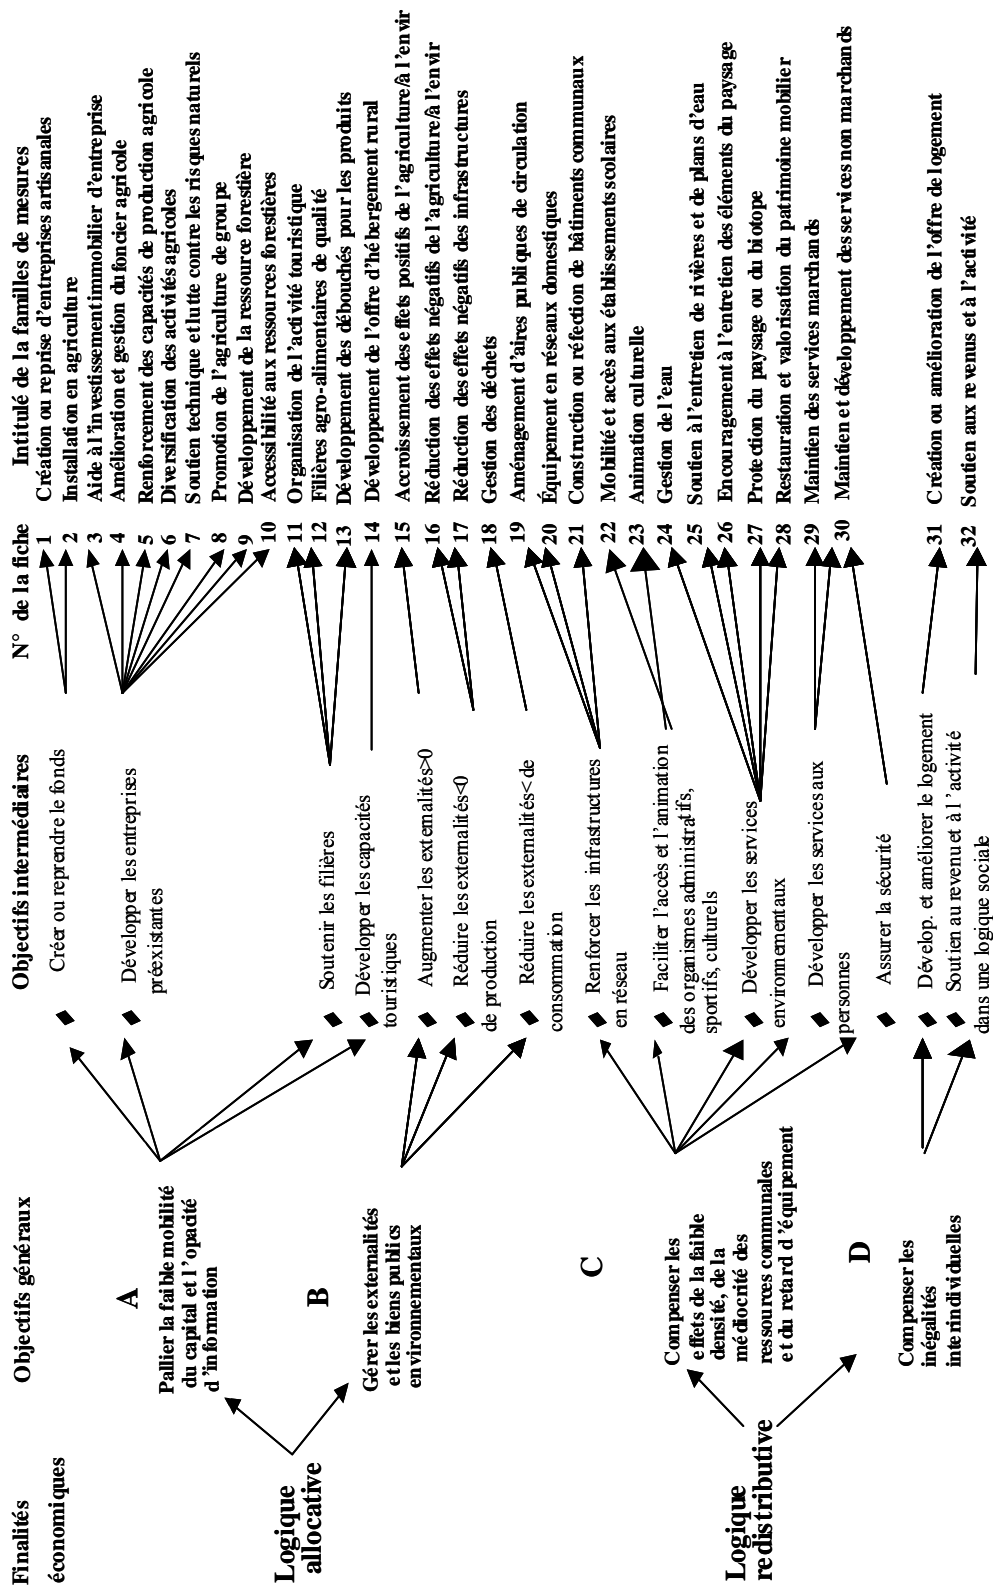 Finalités
économiques
Objectifs généraux
Objectifs intermédiaires
N° de la fiche
Intitulé de la familles de mesures
Logique
allocative
A
Pallier la faible mobilité
du capital et l'opacité
d'information
Créer ou reprendre le fonds
1 Création ou reprise d'entreprises artisanales
2 Installation en agriculture
Développer les entreprises
préexistantes
3 Aide à l'investissement immobilier d'entreprise
4 Amélioration et gestion du foncier agricole
5 Renforcement des capacités de production agricole
6 Diversification des activités agricoles
7 Soutien technique et lutte contre les risques naturels
8 Promotion de l'agriculture de groupe
9 Développement de la ressource forestière
10 Accessibilité aux ressources forestières
Soutenir les filières
11 Organisation de l'activité touristique
12 Filières agro-alimentaires de qualité
13 Développement des débouchés pour les produits
Développer les capacités
touristiques
14 Développement de l'offre d'hébergement rural
B
Gérer les externalités
et les biens publics
environnementaux
Augmenter les externalités>0
15 Accroissement des effets positifs de l'agriculture/à l'envir
Réduire les externalités<0
de production
16 Réduction des effets négatifs de l'agriculture/à l'envir
17 Réduction des effets négatifs des infrastructures
Réduire les externalités< de
consommation
18 Gestion des déchets
Logique
redistributive
C
Compenser les
effets de la faible
densité, de la
médiocrité des
ressources communales
et du retard d'équipement
Renforcer les infrastructures
en réseau
19 Aménagement d'aires publiques de circulation
20 Équipement en réseaux domestiques
21 Construction ou réfection de bâtiments communaux
Faciliter l'accès et l'animation
des organismes administratifs,
sportifs, culturels
22 Mobilité et accès aux établissements scolaires
23 Animation culturelle
Développer les services
environnementaux
24 Gestion de l'eau
25 Soutien à l'entretien de rivières et de plans d'eau
26 Encouragement à l'entretien des éléments du paysage
27 Protection du paysage ou du biotope
28 Restauration et valorisation du patrimoine mobilier
Développer les services aux
personnes
29 Maintien des services marchands
30 Maintien et développement des services non marchands
Assurer la sécurité
D
Compenser les
inégalités
interindividuelles
Dévelop. et améliorer le logement
31 Création ou amélioration de l'offre de logement
Soutien au revenu et à l'activité
dans une logique sociale
32 Soutien aux revenus et à l'activité